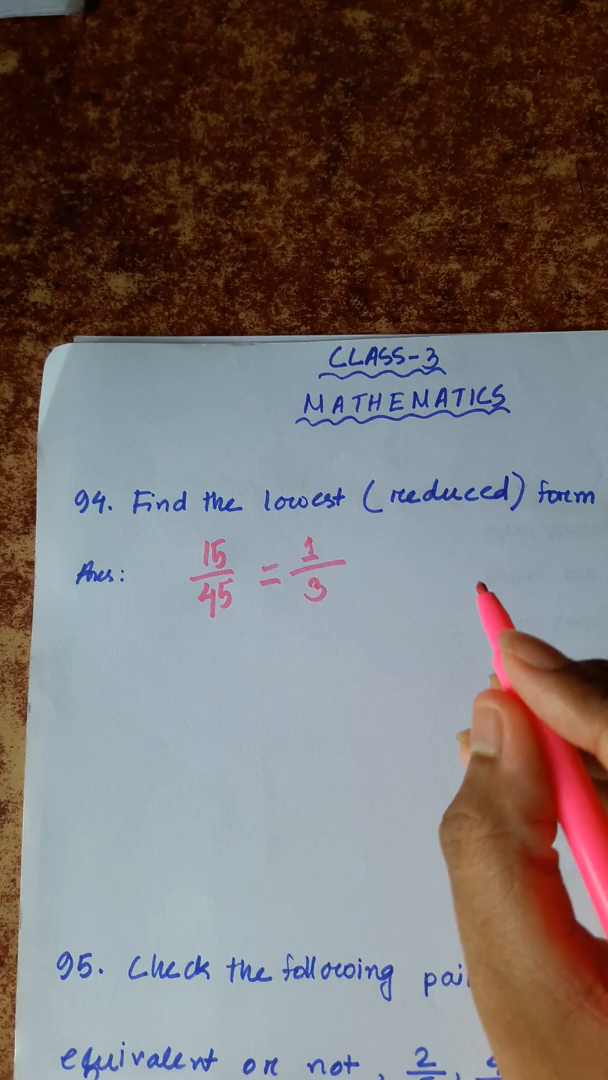 CLASS-3
MATHEMATICS
94. Find the lowest (reduced) form
Ans: 15/45 = 1/3
95. Check the following
equivalent or not, 2